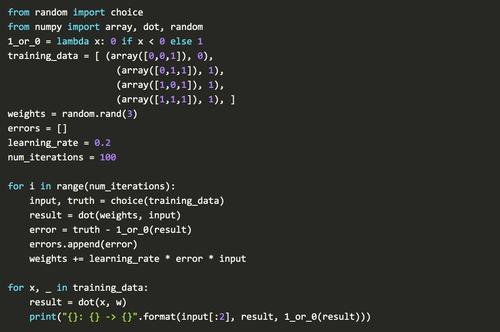 from random import choice
from numpy import array, dot, random
1_or_0 = lambda x: 0 if x < 0 else 1
training_data = [ (array([0,0,1]), 0),
                  (array([0,1,1]), 1),
                  (array([1,0,1]), 1),
                  (array([1,1,1]), 1), ]
weights = random.rand(3)
errors = []
learning_rate = 0.2
num_iterations = 100

for i in range(num_iterations):
    input, truth = choice(training_data)
    result = dot(weights, input)
    error = truth - 1_or_0(result)
    errors.append(error)
    weights += learning_rate * error * input

for x, _ in training_data:
    result = dot(x, w)
    print("{}: {} -> {}".format(input[:2], result, 1_or_0(result)))